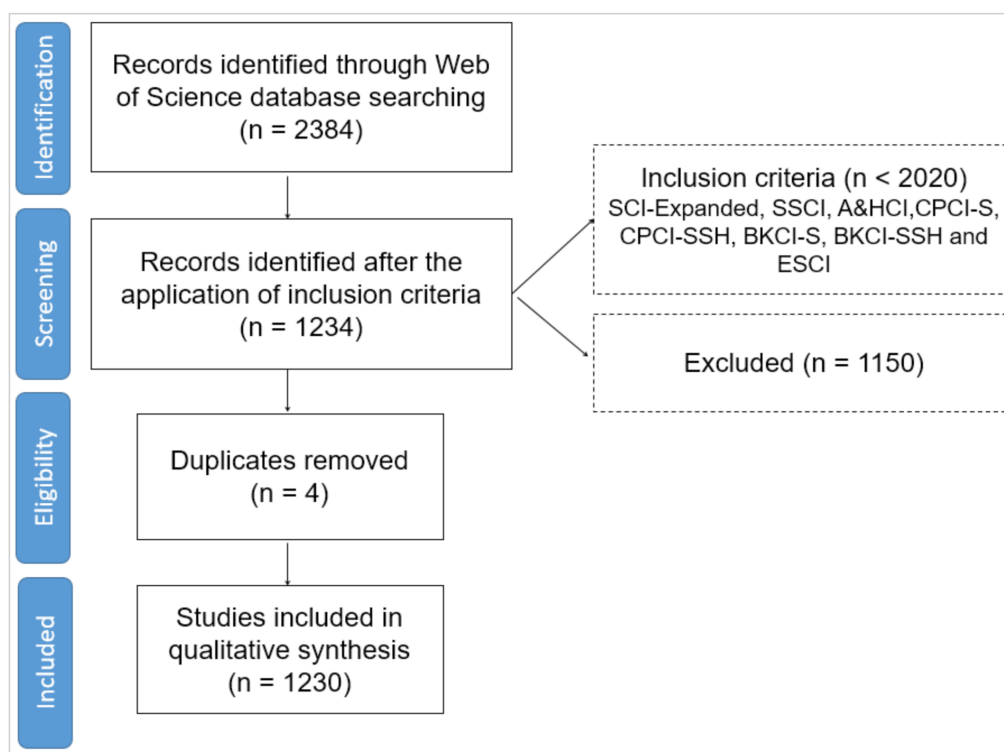 Identification
Records identified through Web
of Science database searching
(n = 2384)
Screening
Records identified after the
application of inclusion criteria
(n = 1234)
Inclusion criteria (n < 2020)
SCI-Expanded, SSCI, A&HCI,CPCI-S,
CPCI-SSH, BKCI-S, BKCI-SSH and
ESCI
Excluded (n = 1150)
Eligibility
Duplicates removed
(n = 4)
Included
Studies included in
qualitative synthesis
(n = 1230)